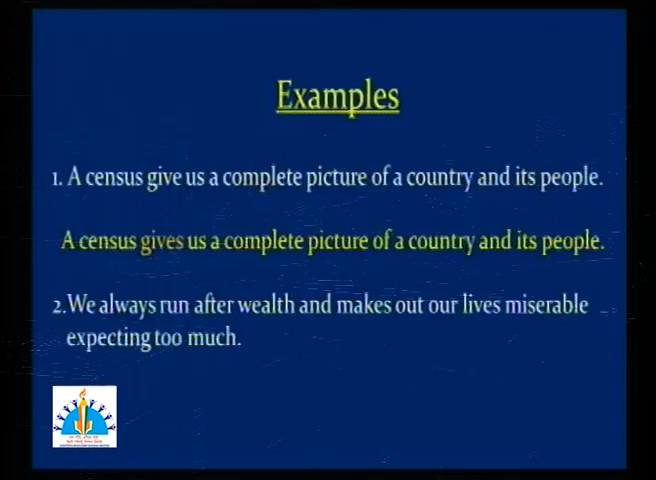 Examples
1. A census give us a complete picture of a country and its people.
A census gives us a complete picture of a country and its people.
2.We always run after wealth and makes out our lives miserable
expecting too much.